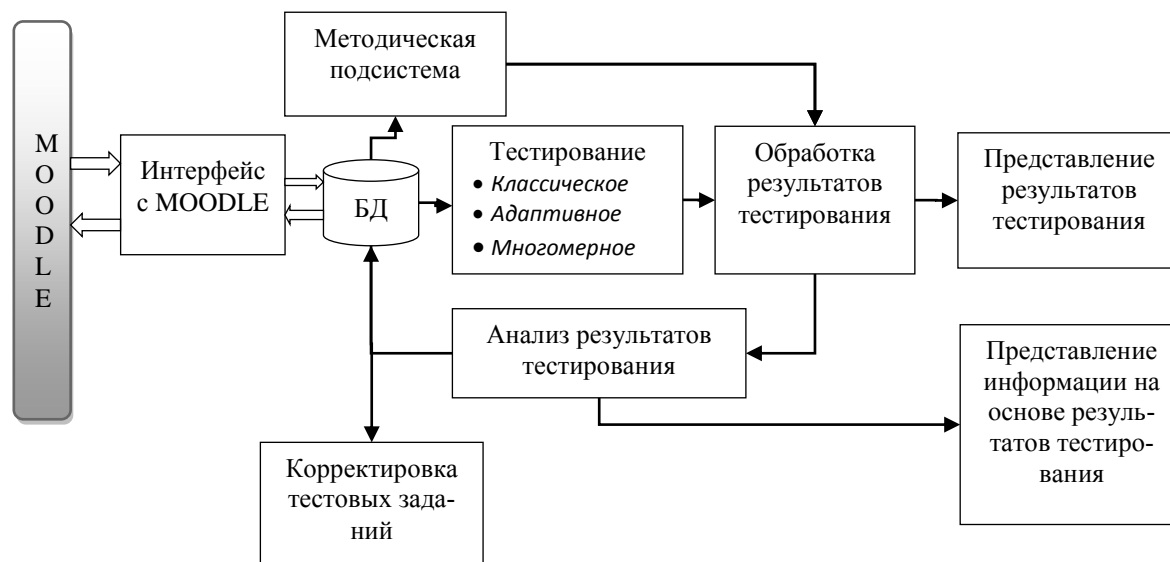 M
O
O
D
L
E
Интерфейс
с MOODLE
БД
Методическая
подсистема
Тестирование
• Классическое
• Адаптивное
• Многомерное
Обработка
результатов
тестирования
Представление
результатов
тестирования
Анализ результатов
тестирования
Представление
информации на
основе резуль-
татов тестиро-
вания
Корректировка
тестовых зада-
ний